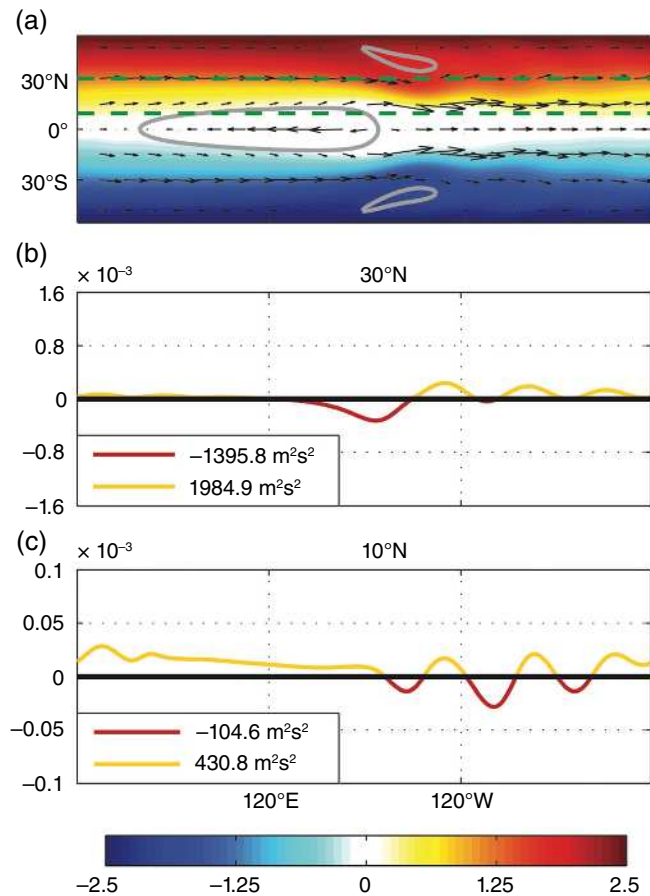 (a)
30°N
0°
30°S
(b)
× 10⁻³
30°N
1.6
0.8
0
−0.8
−1.6
−1395.8 m²s²
1984.9 m²s²
(c)
× 10⁻³
10°N
0.1
0.05
0
−0.05
−0.1
−104.6 m²s²
430.8 m²s²
120°E 120°W
−2.5 −1.25 0 1.25 2.5